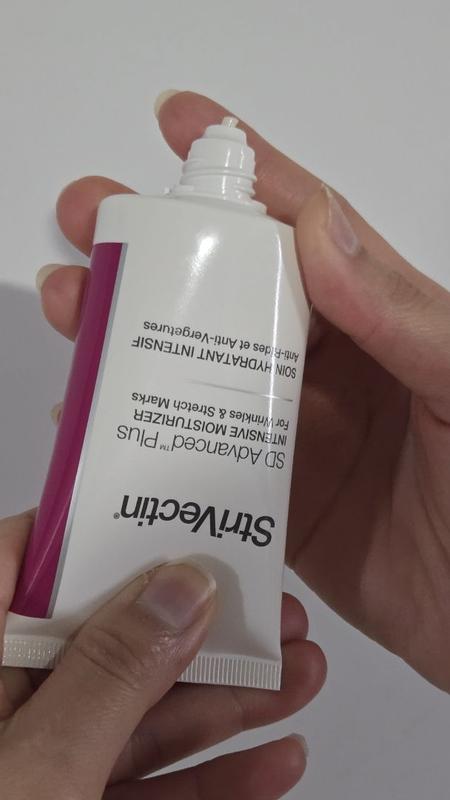 StriVectin®
SD Advanced™ Plus
INTENSIVE MOISTURIZER
For Wrinkles & Stretch Marks
SOIN HYDRATANT INTENSIF
Anti-Rides et Anti-Vergetures